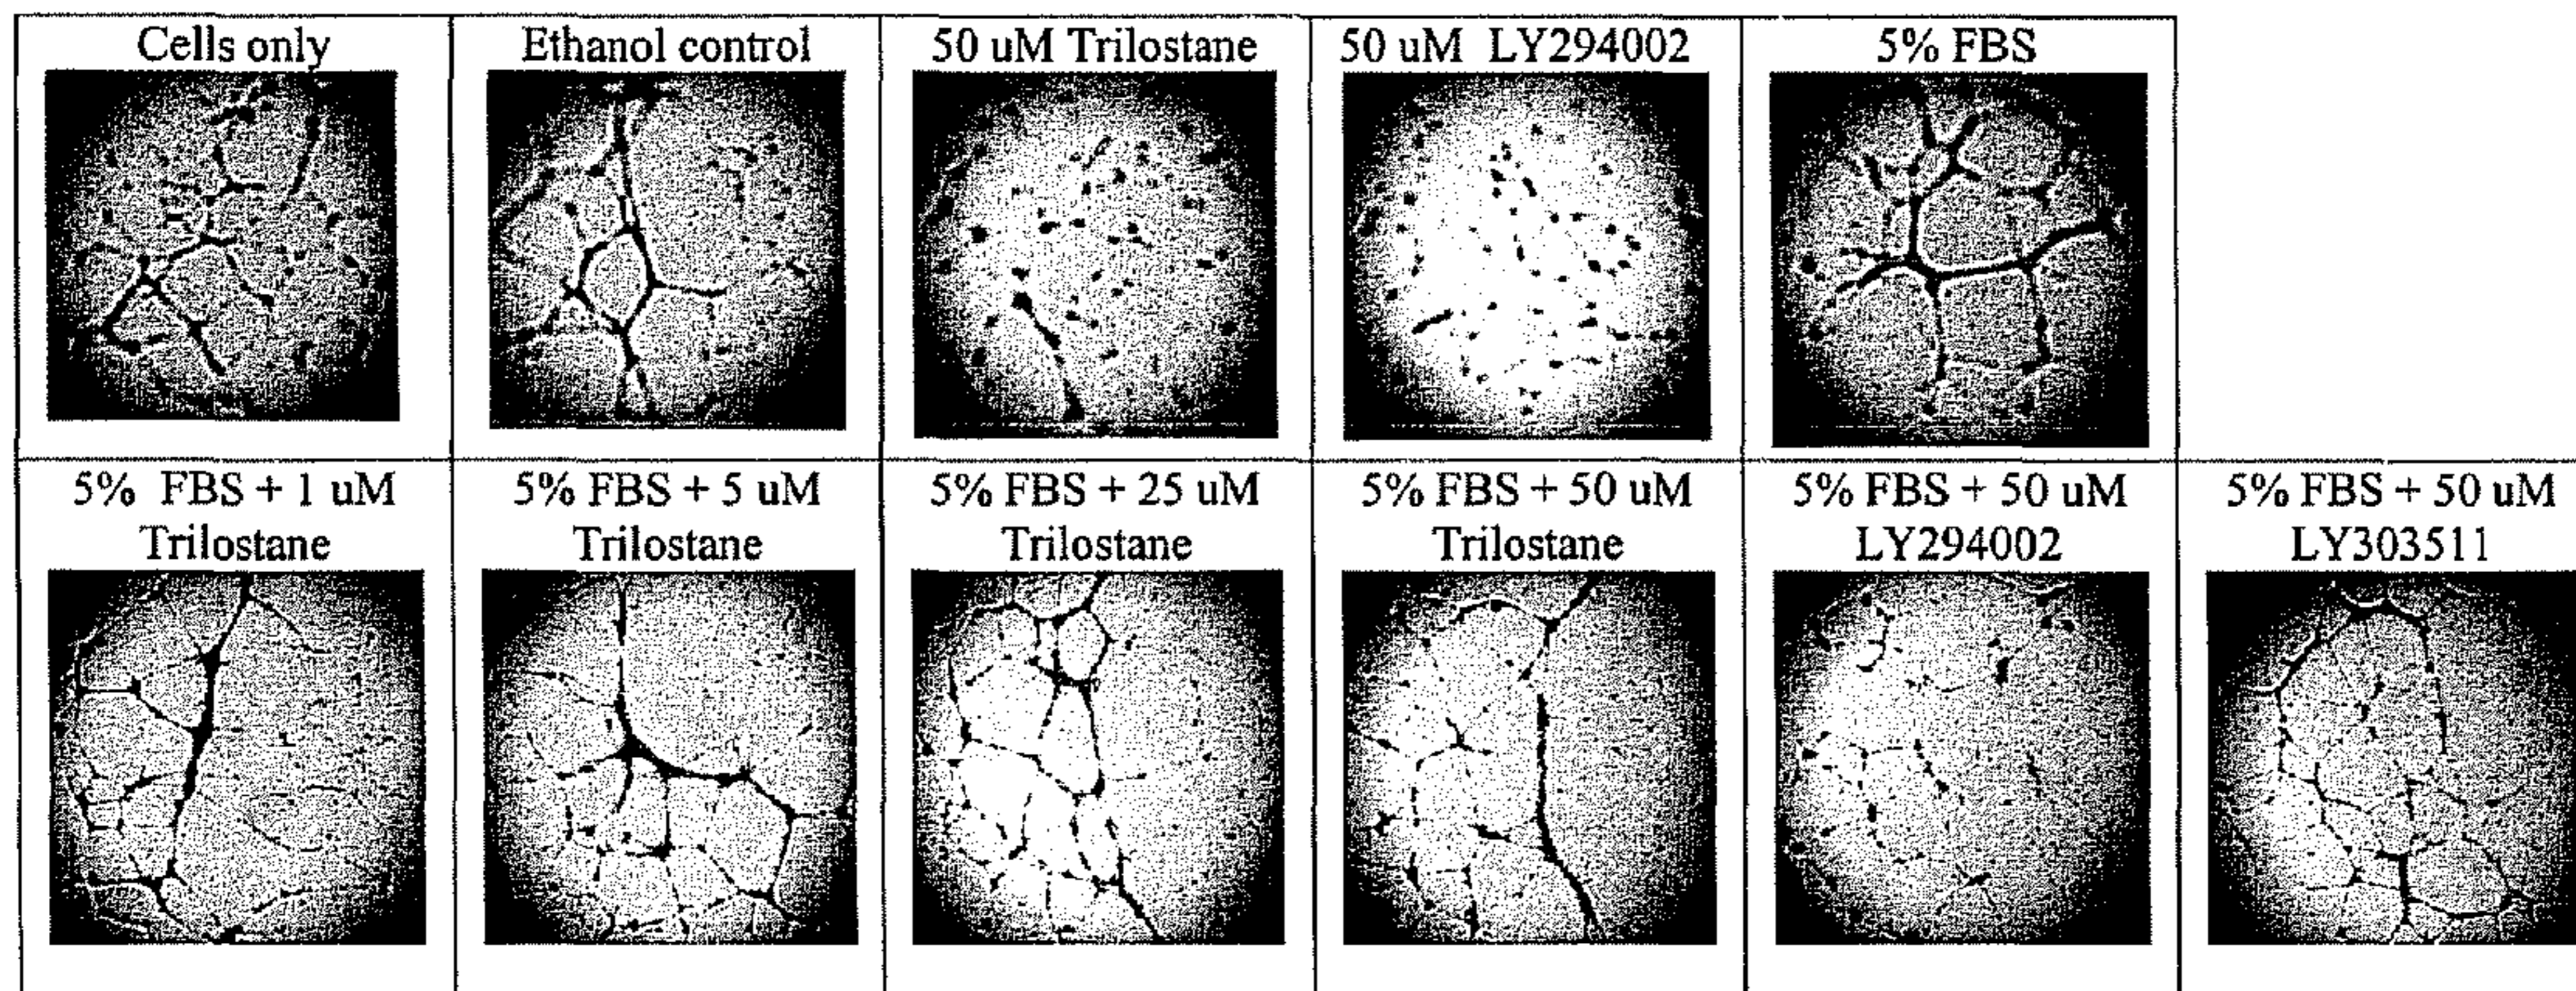 Cells only
Ethanol control
50 uM Trilostane
50 uM LY294002
5% FBS
5% FBS + 1 uM
Trilostane
5% FBS + 5 uM
Trilostane
5% FBS + 25 uM
Trilostane
5% FBS + 50 uM
Trilostane
5% FBS + 50 uM
LY294002
5% FBS + 50 uM
LY303511